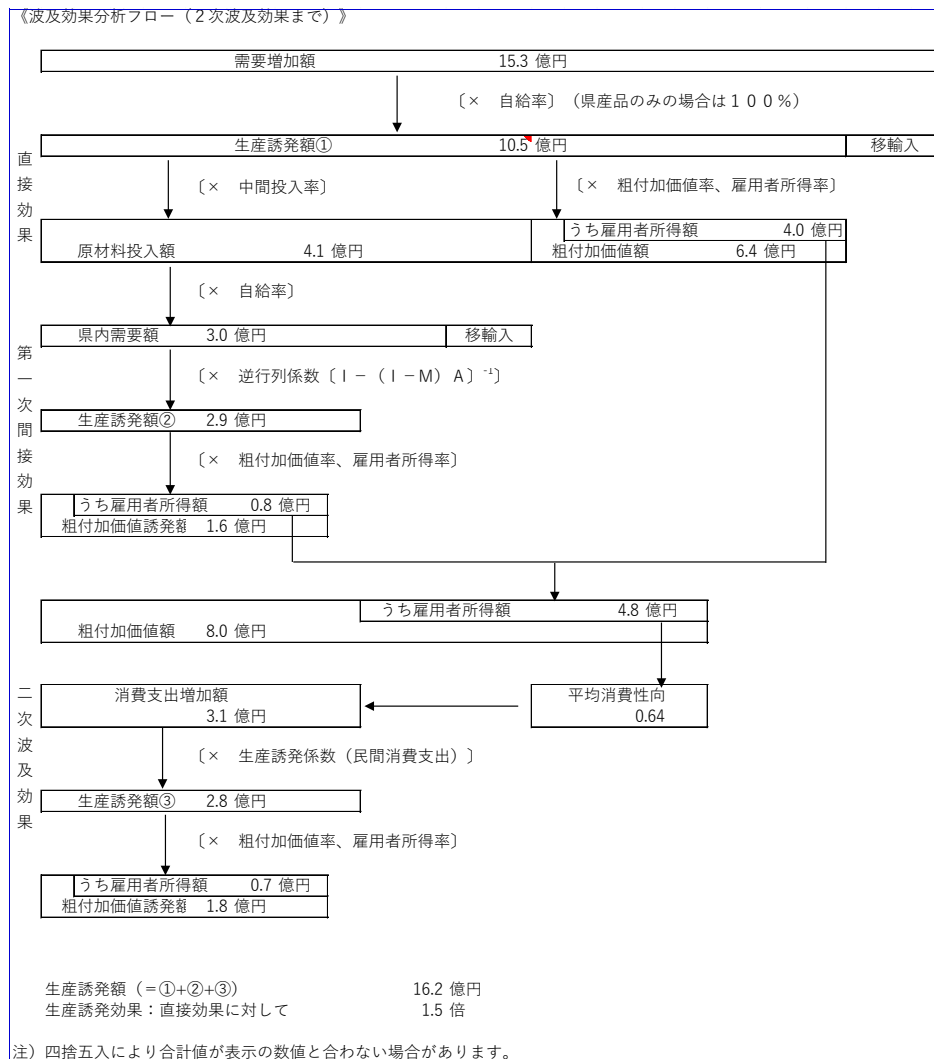 《波及効果分析フロー（２次波及効果まで）》
需要増加額 15.3 億円
〔× 自給率〕（県産品のみの場合は１００％）
直接効果
生産誘発額① 10.5 億円 移輸入
〔× 中間投入率〕 〔× 粗付加価値率、雇用者所得率〕
うち雇用者所得額 4.0 億円
原材料投入額 4.1 億円 粗付加価値額 6.4 億円
〔× 自給率〕
第一次間接効果
県内需要額 3.0 億円 移輸入
〔× 逆行列係数〔Ｉ－（Ｉ－Ｍ）Ａ〕⁻¹〕
生産誘発額② 2.9 億円
〔× 粗付加価値率、雇用者所得率〕
うち雇用者所得額 0.8 億円
粗付加価値誘発額 1.6 億円
うち雇用者所得額 4.8 億円
粗付加価値額 8.0 億円
二次波及効果
消費支出増加額 平均消費性向
3.1 億円 0.64
〔× 生産誘発係数（民間消費支出）〕
生産誘発額③ 2.8 億円
〔× 粗付加価値率、雇用者所得率〕
うち雇用者所得額 0.7 億円
粗付加価値誘発額 1.8 億円
生産誘発額（＝①+②+③） 16.2 億円
生産誘発効果：直接効果に対して 1.5 倍
注）四捨五入により合計値が表示の数値と合わない場合があります。